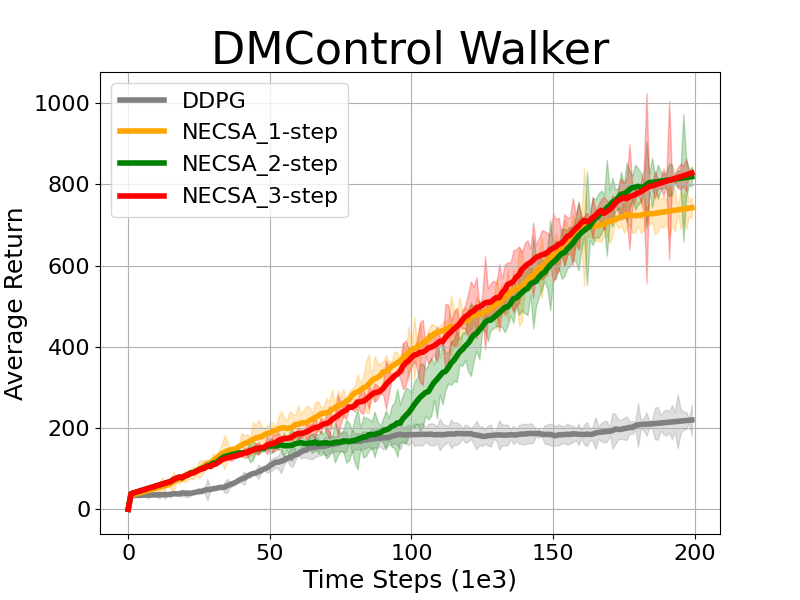 DMControl Walker
DDPG
NECSA_1-step
NECSA_2-step
NECSA_3-step
Average Return
1000
800
600
400
200
0
0 50 100 150 200
Time Steps (1e3)